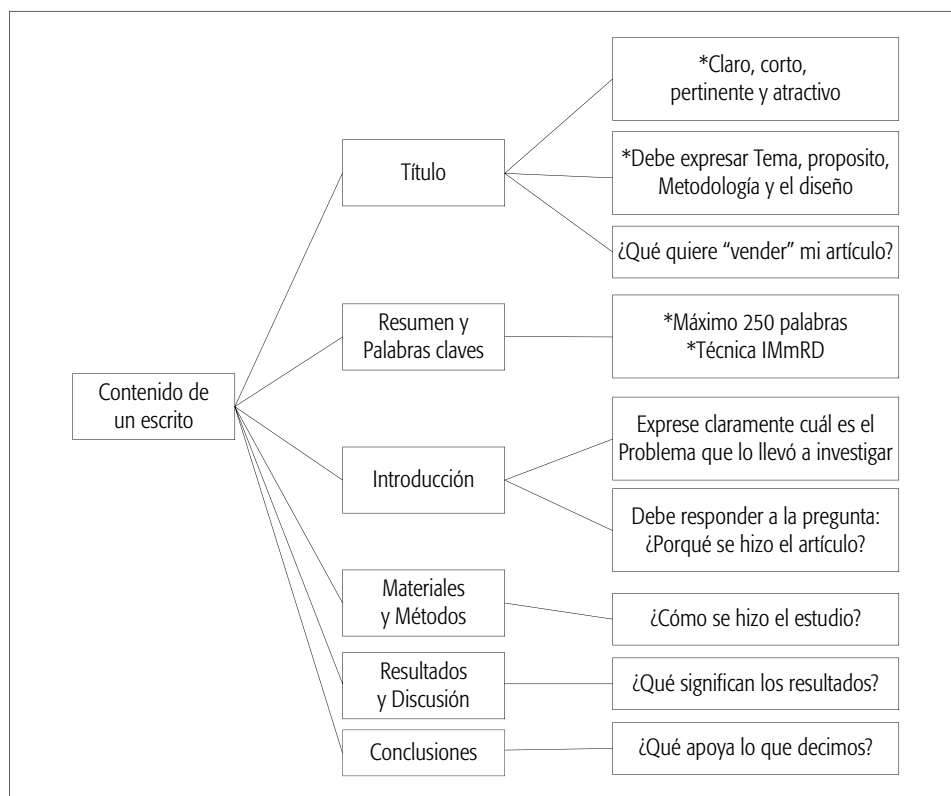 Contenido de
un escrito
Título
*Claro, corto,
pertinente y atractivo
*Debe expresar Tema, proposito,
Metodología y el diseño
¿Qué quiere “vender” mi artículo?
Resumen y
Palabras claves
*Máximo 250 palabras
*Técnica IMmRD
Introducción
Exprese claramente cuál es el
Problema que lo llevó a investigar
Debe responder a la pregunta:
¿Porqué se hizo el artículo?
Materiales
y Métodos
¿Cómo se hizo el estudio?
Resultados
y Discusión
¿Qué significan los resultados?
Conclusiones
¿Qué apoya lo que decimos?